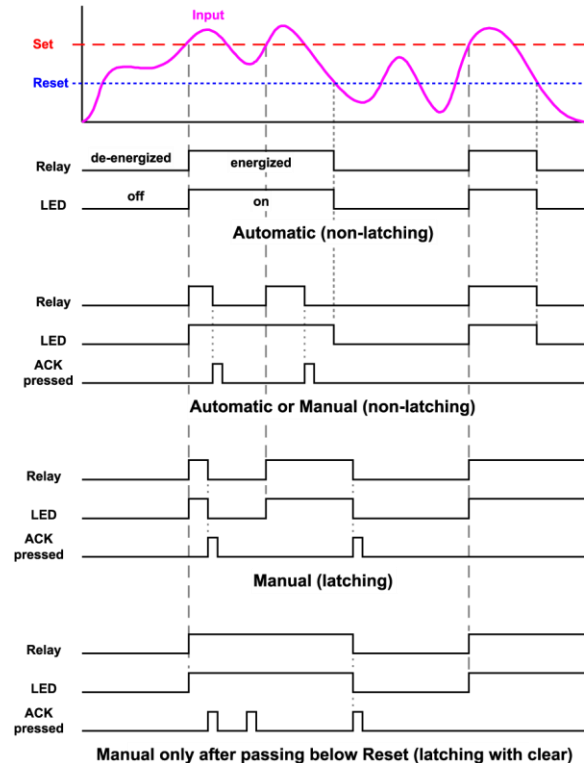 Input
Set
Reset
de-energized
energized
Relay
off
on
LED
Automatic (non-latching)
Relay
LED
ACK
pressed
Automatic or Manual (non-latching)
Relay
LED
ACK
pressed
Manual (latching)
Relay
LED
ACK
pressed
Manual only after passing below Reset (latching with clear)